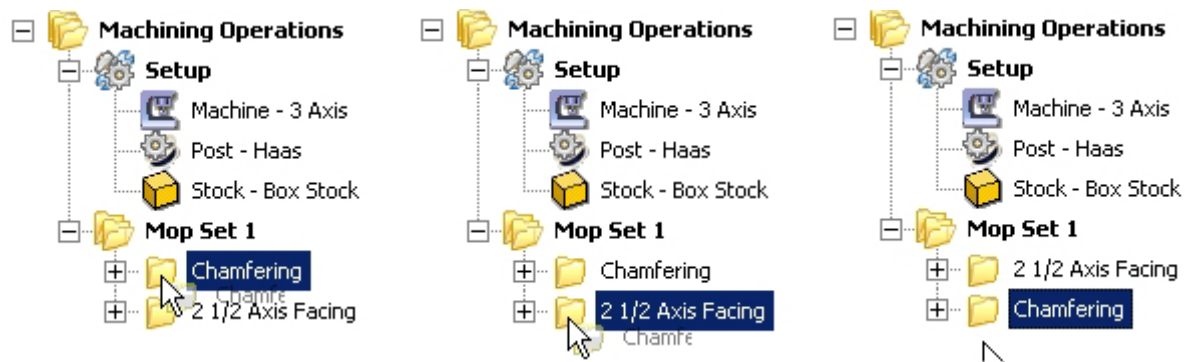 Machining Operations
Setup
Machine - 3 Axis
Post - Haas
Stock - Box Stock
Mop Set 1
Chamfering
Chamfe
2 1/2 Axis Facing
Machining Operations
Setup
Machine - 3 Axis
Post - Haas
Stock - Box Stock
Mop Set 1
Chamfering
2 1/2 Axis Facing
Chamfe
Machining Operations
Setup
Machine - 3 Axis
Post - Haas
Stock - Box Stock
Mop Set 1
2 1/2 Axis Facing
Chamfering